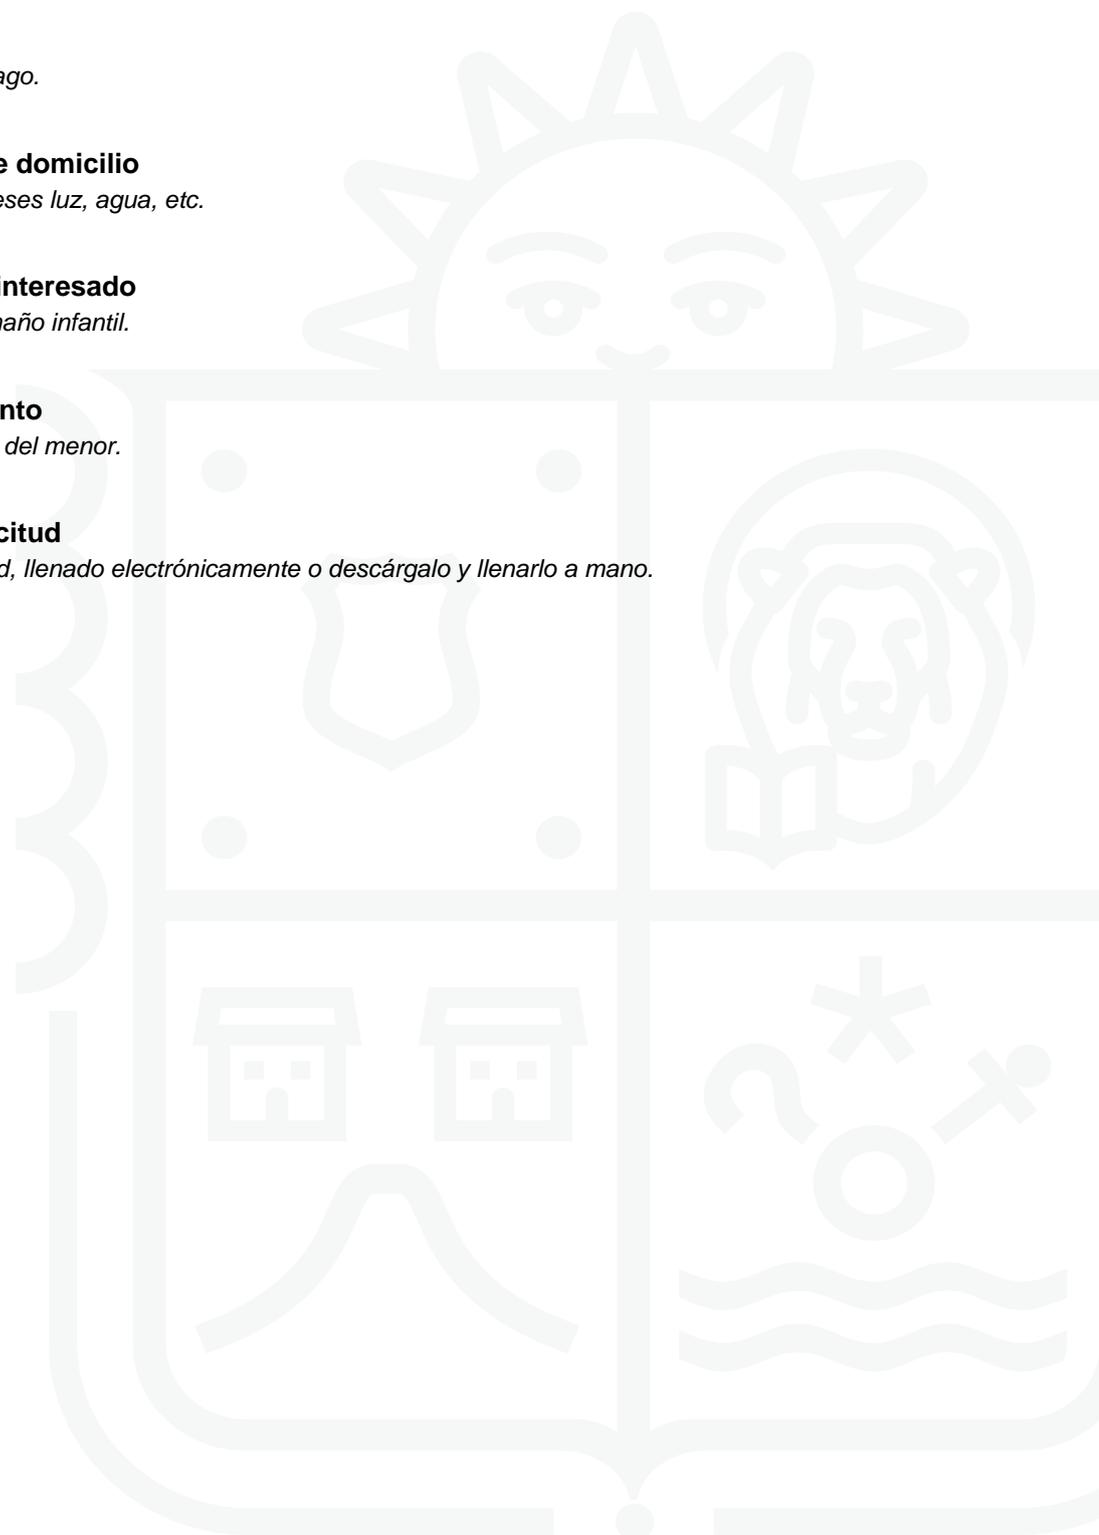 ago.
e domicilio
eses luz, agua, etc.
interesado
naño infantil.
nto
del menor.
citud
d, llenado electrónicamente o descárgalo y llenarlo a mano.